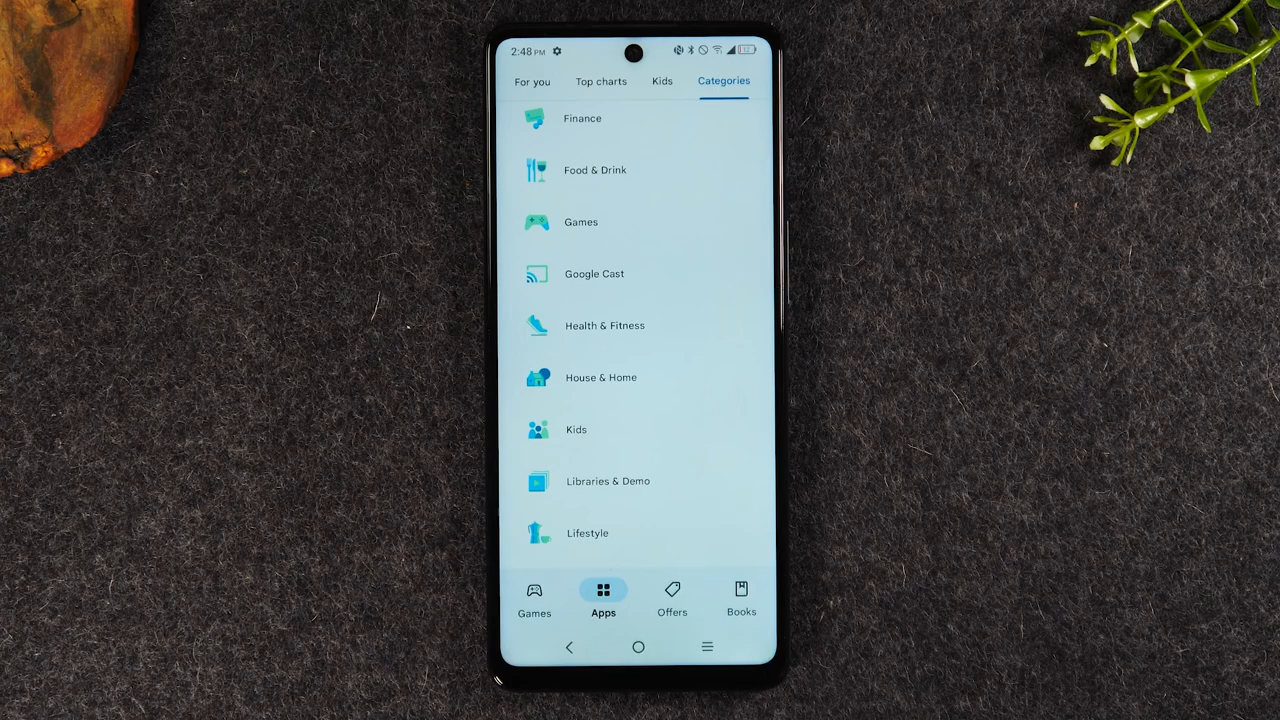 2:48 PM
For you Top charts Kids Categories
Finance
Food & Drink
Games
Google Cast
Health & Fitness
House & Home
Kids
Libraries & Demo
Lifestyle
Games Apps Offers Books